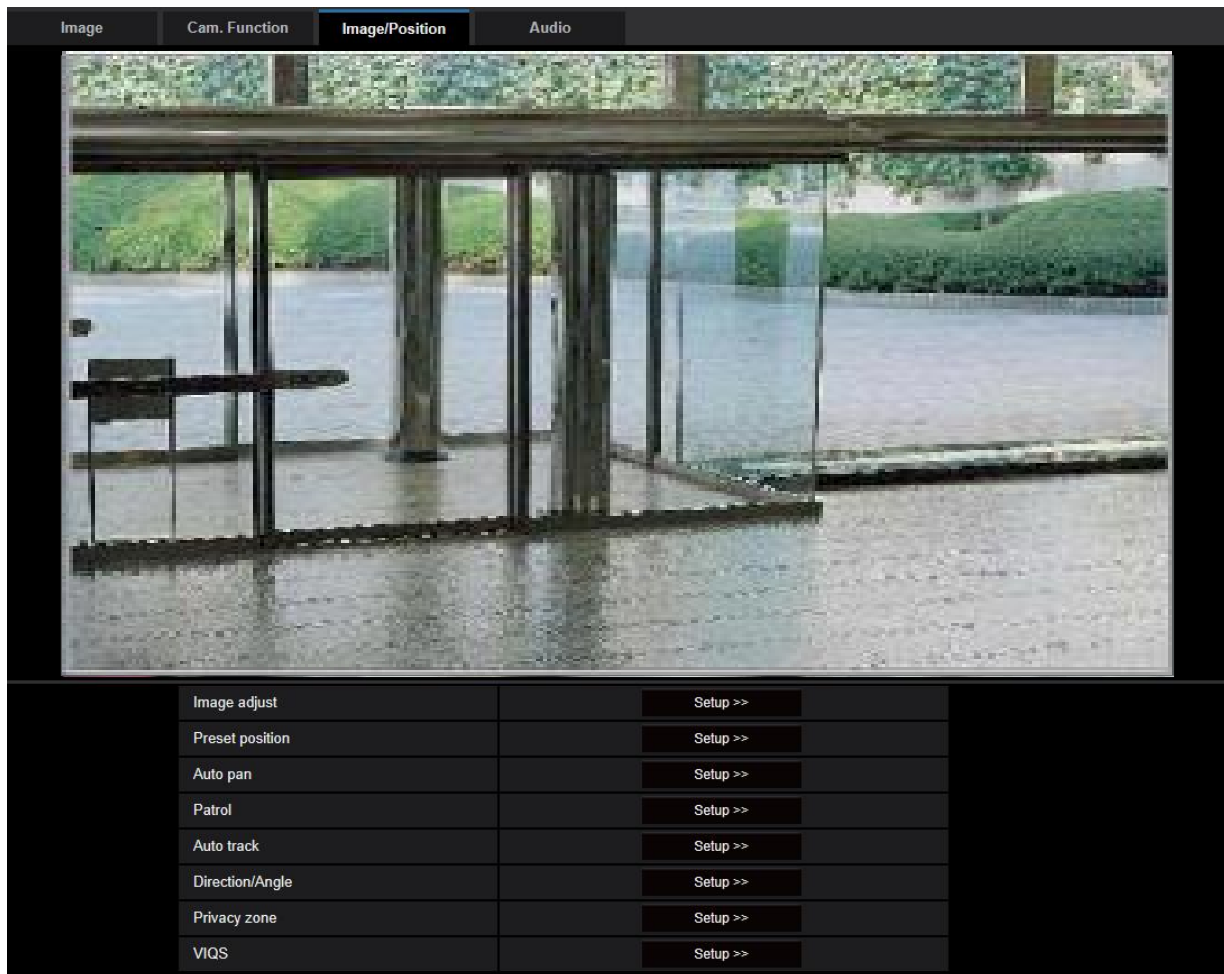 Image Cam. Function Image/Position Audio
Image adjust Setup >>
Preset position Setup >>
Auto pan Setup >>
Patrol Setup >>
Auto track Setup >>
Direction/Angle Setup >>
Privacy zone Setup >>
VIQS Setup >>